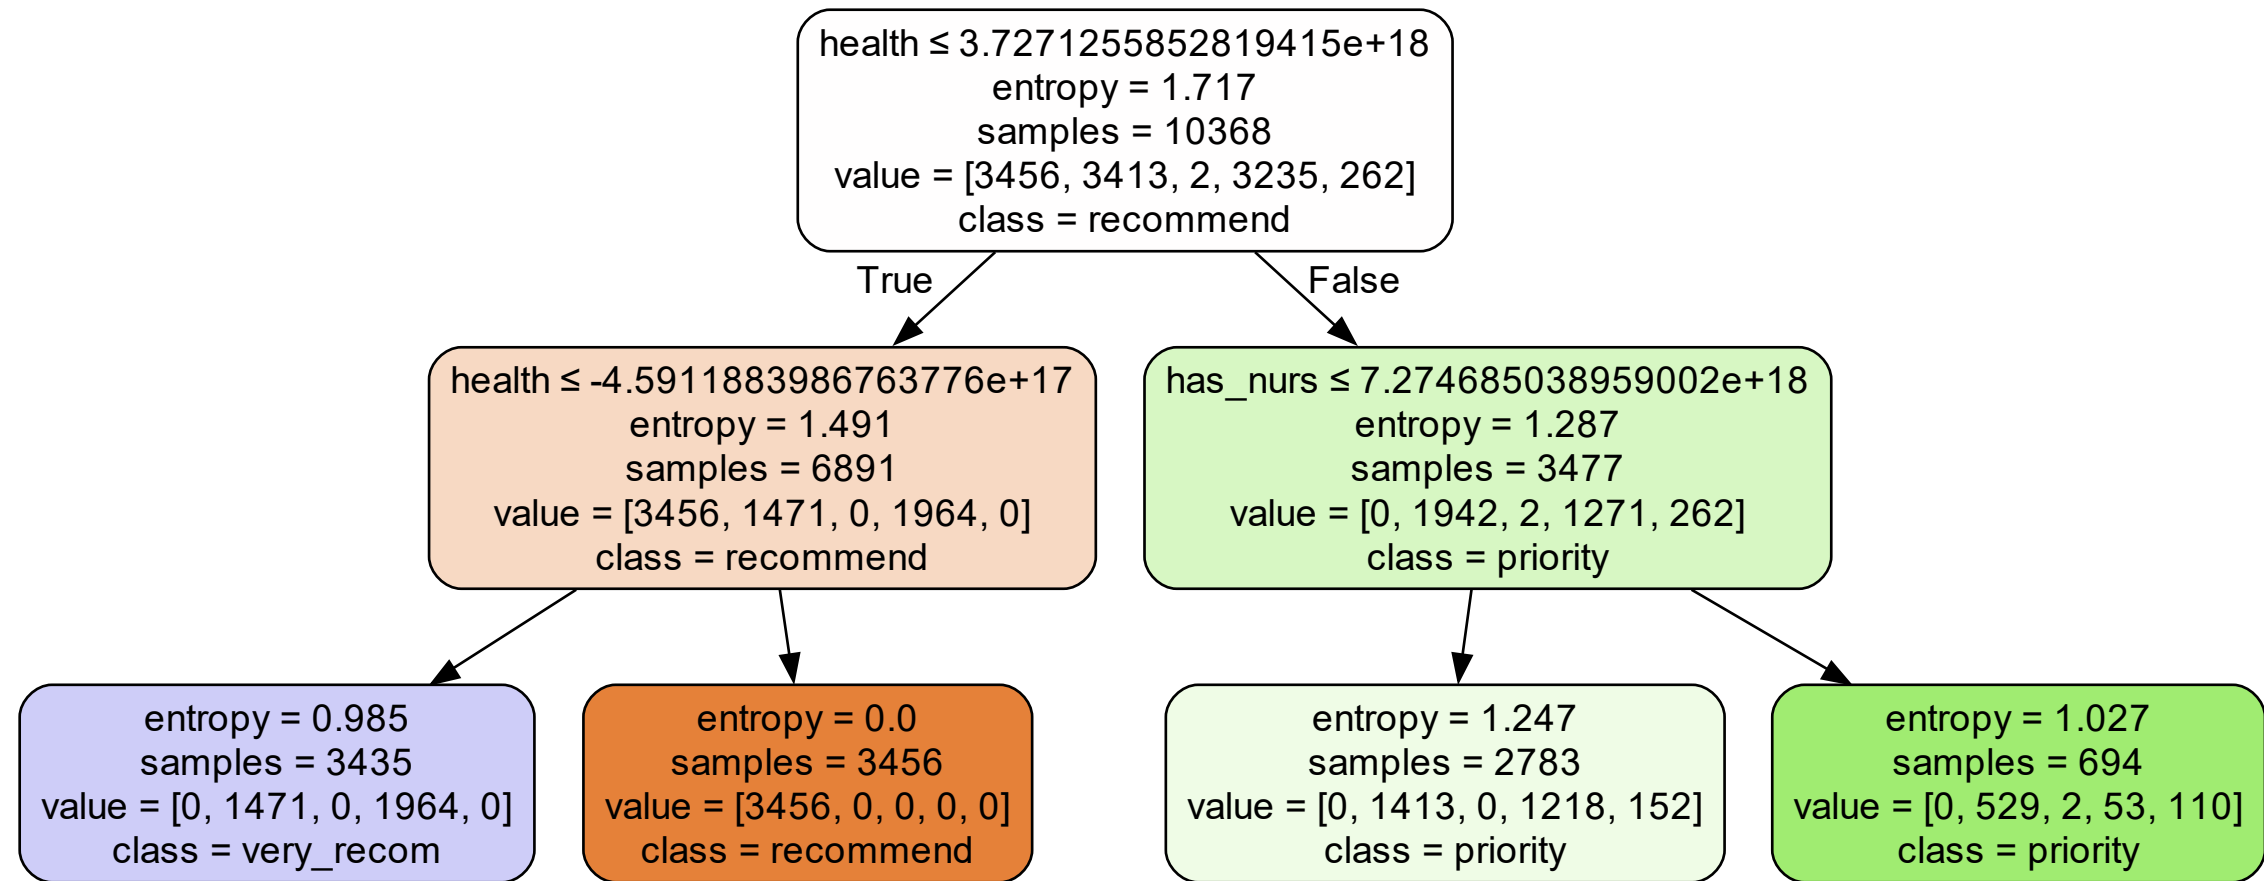 health ≤ 3.7271255852819415e+18
entropy = 1.717
samples = 10368
value = [3456, 3413, 2, 3235, 262]
class = recommend
True
False
health ≤ -4.5911883986763776e+17
entropy = 1.491
samples = 6891
value = [3456, 1471, 0, 1964, 0]
class = recommend
has_nurs ≤ 7.274685038959002e+18
entropy = 1.287
samples = 3477
value = [0, 1942, 2, 1271, 262]
class = priority
entropy = 0.985
samples = 3435
value = [0, 1471, 0, 1964, 0]
class = very_recom
entropy = 0.0
samples = 3456
value = [3456, 0, 0, 0, 0]
class = recommend
entropy = 1.247
samples = 2783
value = [0, 1413, 0, 1218, 152]
class = priority
entropy = 1.027
samples = 694
value = [0, 529, 2, 53, 110]
class = priority